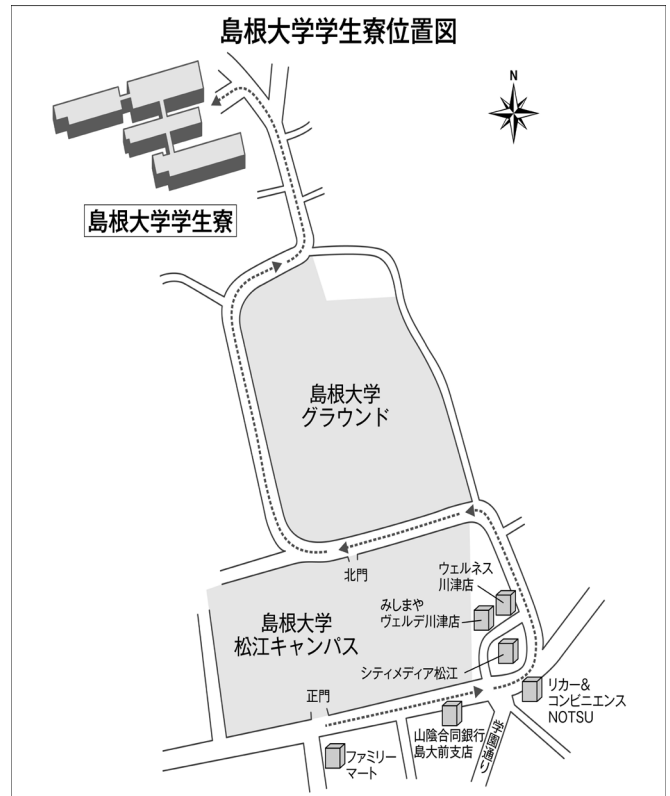 島根大学学生寮位置図
N
島根大学学生寮
島根大学
グラウンド
北門
ウェルネス
川津店
みしまや
ヴェルデ川津店
島根大学
松江キャンパス
シティメディア松江
正門
リカー&
コンビニエンス
NOTSU
山陰合同銀行
島大前支店
学園通り
ファミリー
マート